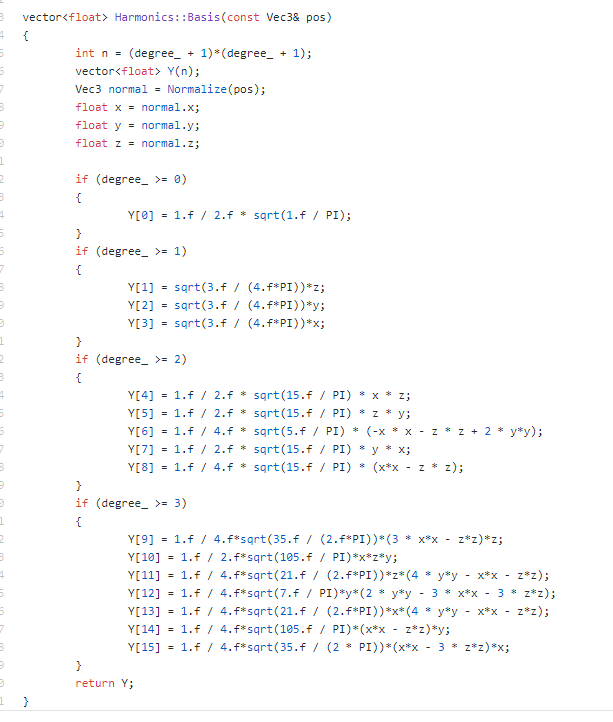 vector<float> Harmonics::Basis(const Vec3& pos)
{
int n = (degree_ + 1)*(degree_ + 1);
vector<float> Y(n);
Vec3 normal = Normalize(pos);
float x = normal.x;
float y = normal.y;
float z = normal.z;
if (degree_ >= 0)
{
Y[0] = 1.f / 2.f * sqrt(1.f / PI);
}
if (degree_ >= 1)
{
Y[1] = sqrt(3.f / (4.f*PI))*z;
Y[2] = sqrt(3.f / (4.f*PI))*y;
Y[3] = sqrt(3.f / (4.f*PI))*x;
}
if (degree_ >= 2)
{
Y[4] = 1.f / 2.f * sqrt(15.f / PI) * x * z;
Y[5] = 1.f / 2.f * sqrt(15.f / PI) * z * y;
Y[6] = 1.f / 4.f * sqrt(5.f / PI) * (-x * x - z * z + 2 * y*y);
Y[7] = 1.f / 2.f * sqrt(15.f / PI) * y * x;
Y[8] = 1.f / 4.f * sqrt(15.f / PI) * (x*x - z * z);
}
if (degree_ >= 3)
{
Y[9] = 1.f / 4.f*sqrt(35.f / (2.f*PI))*(3 * x*x - z*z)*z;
Y[10] = 1.f / 2.f*sqrt(105.f / PI)*x*z*y;
Y[11] = 1.f / 4.f*sqrt(21.f / (2.f*PI))*z*(4 * y*y - x*x - z*z);
Y[12] = 1.f / 4.f*sqrt(7.f / PI)*y*(2 * y*y - 3 * x*x - 3 * z*z);
Y[13] = 1.f / 4.f*sqrt(21.f / (2.f*PI))*x*(4 * y*y - x*x - z*z);
Y[14] = 1.f / 4.f*sqrt(105.f / PI)*(x*x - z*z)*y;
Y[15] = 1.f / 4.f*sqrt(35.f / (2 * PI))*(x*x - 3 * z*z)*x;
}
return Y;
}